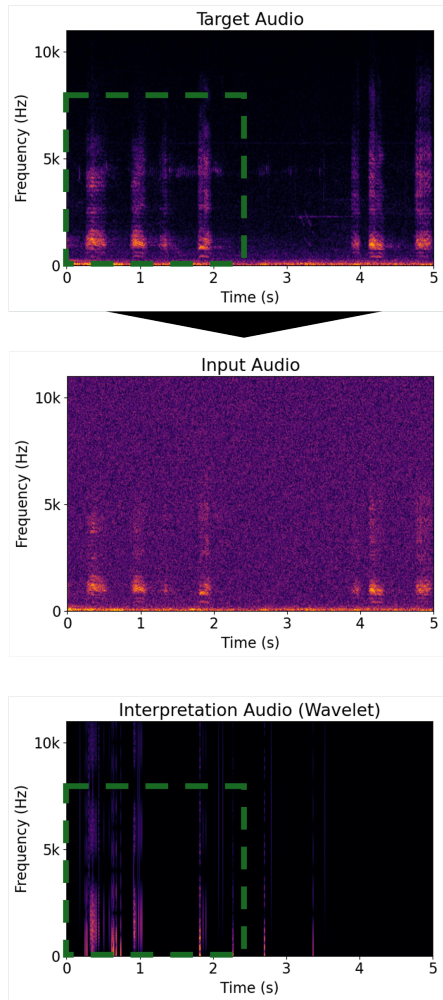 Target Audio
10k
5k
0
Frequency (Hz)
0 1 2 3 4 5
Time (s)
Input Audio
10k
5k
0
Frequency (Hz)
0 1 2 3 4 5
Time (s)
Interpretation Audio (Wavelet)
10k
5k
0
Frequency (Hz)
0 1 2 3 4 5
Time (s)